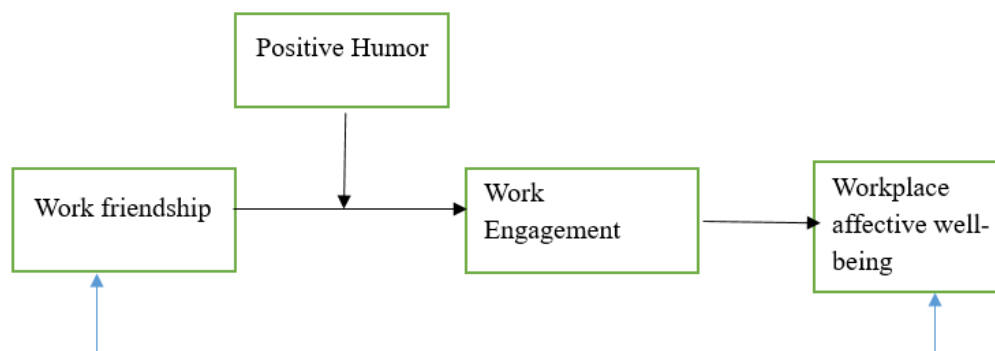 Positive Humor
Work friendship
Work
Engagement
Workplace
affective well-
being